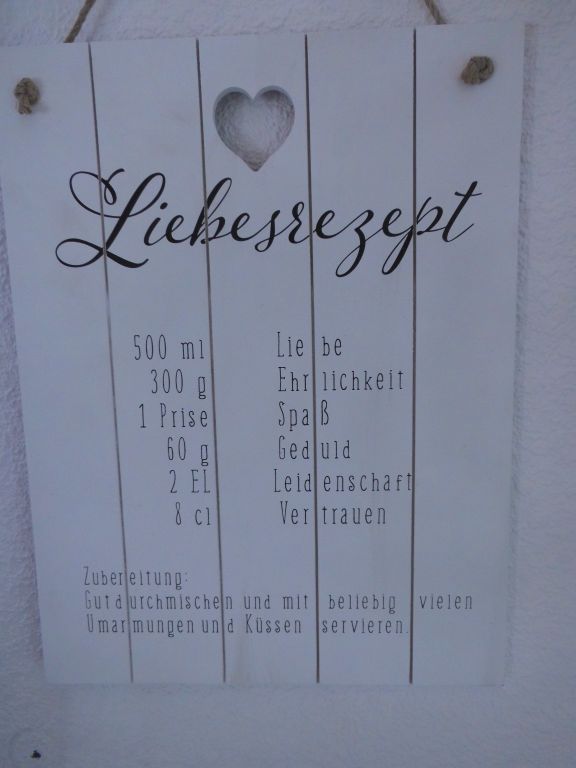 Liebesrezept
500 ml Liebe
300 g Ehrlichkeit
1 Prise Spaß
60 g Geduld
2 EL Leidenschaft
8 cl Vertrauen
Zubereitung:
Gut durchmischen und mit beliebig vielen
Umarmungen und Küssen servieren.